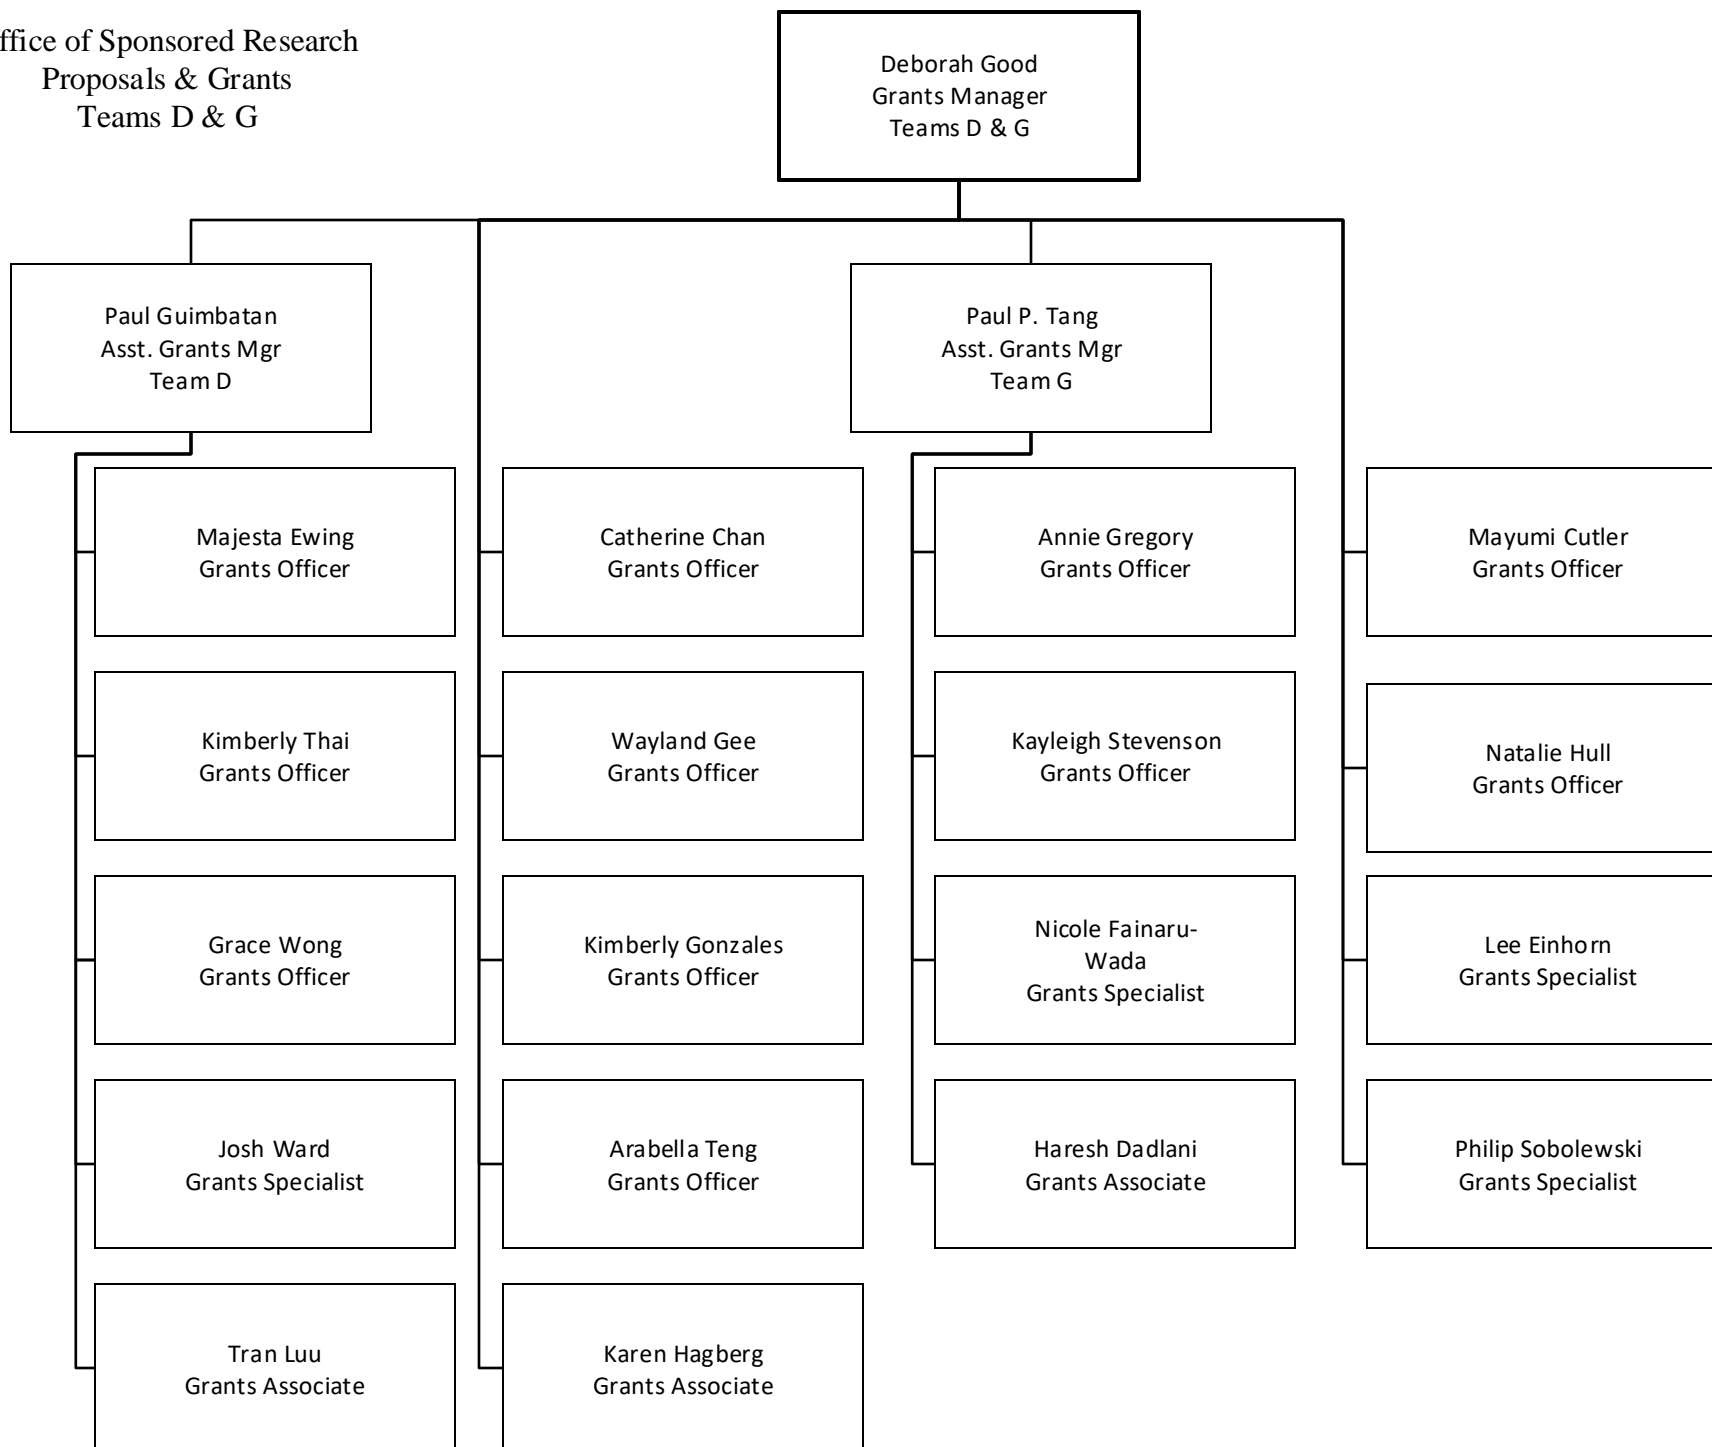 ffice of Sponsored Research
Proposals & Grants
Teams D & G
Deborah Good
Grants Manager
Teams D & G
Paul Guimbatan
Asst. Grants Mgr
Team D
Paul P. Tang
Asst. Grants Mgr
Team G
Majesta Ewing
Grants Officer
Catherine Chan
Grants Officer
Annie Gregory
Grants Officer
Mayumi Cutler
Grants Officer
Kimberly Thai
Grants Officer
Wayland Gee
Grants Officer
Kayleigh Stevenson
Grants Officer
Natalie Hull
Grants Officer
Grace Wong
Grants Officer
Kimberly Gonzales
Grants Officer
Nicole Fainaru-
Wada
Grants Specialist
Lee Einhorn
Grants Specialist
Josh Ward
Grants Specialist
Arabella Teng
Grants Officer
Haresh Dadlani
Grants Associate
Philip Sobolewski
Grants Specialist
Tran Luu
Grants Associate
Karen Hagberg
Grants Associate